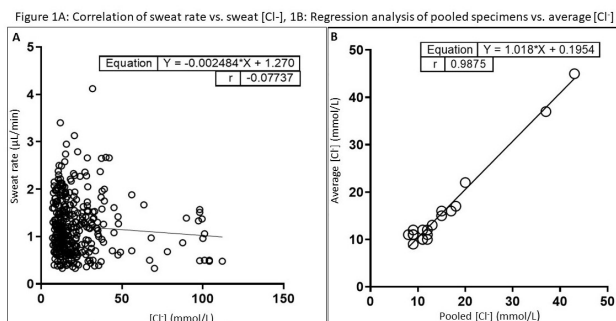 Figure 1A: Correlation of sweat rate vs. sweat [Cl-], 1B: Regression analysis of pooled specimens vs. average [Cl-]
A
Equation Y = -0.002484*X + 1.270
r -0.07737
5
4
3
2
1
0
Sweat rate (µL/min)
0 50 100 150
[Cl-] (mmol/L)
B
Equation Y = 1.018*X + 0.1954
r 0.9875
50
40
30
20
10
0
Average [Cl-] (mmol/L)
0 10 20 30 40 50
Pooled [Cl-] (mmol/L)